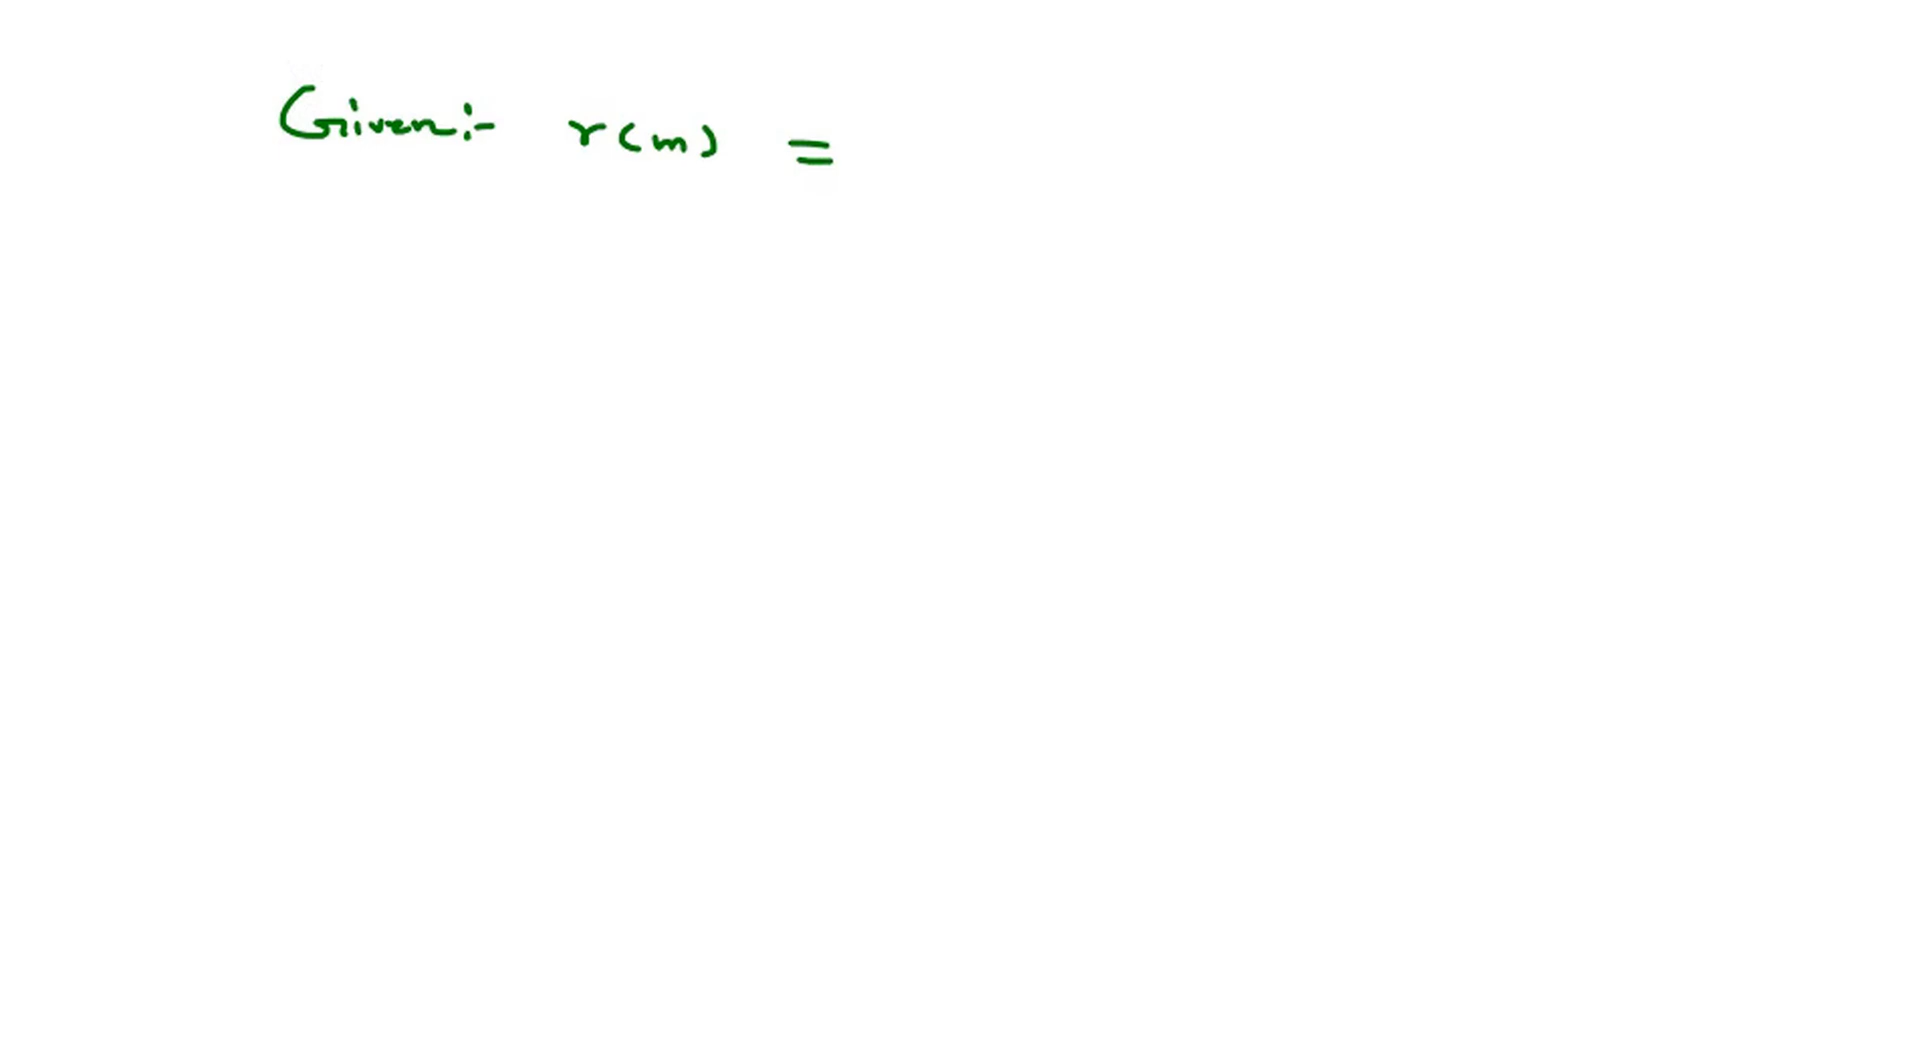 Given:- r(m) =